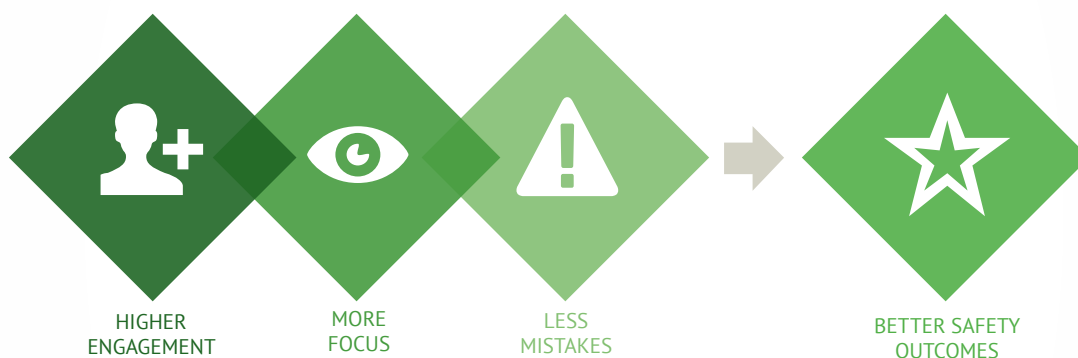 HIGHER
ENGAGEMENT
MORE
FOCUS
LESS
MISTAKES
BETTER SAFETY
OUTCOMES